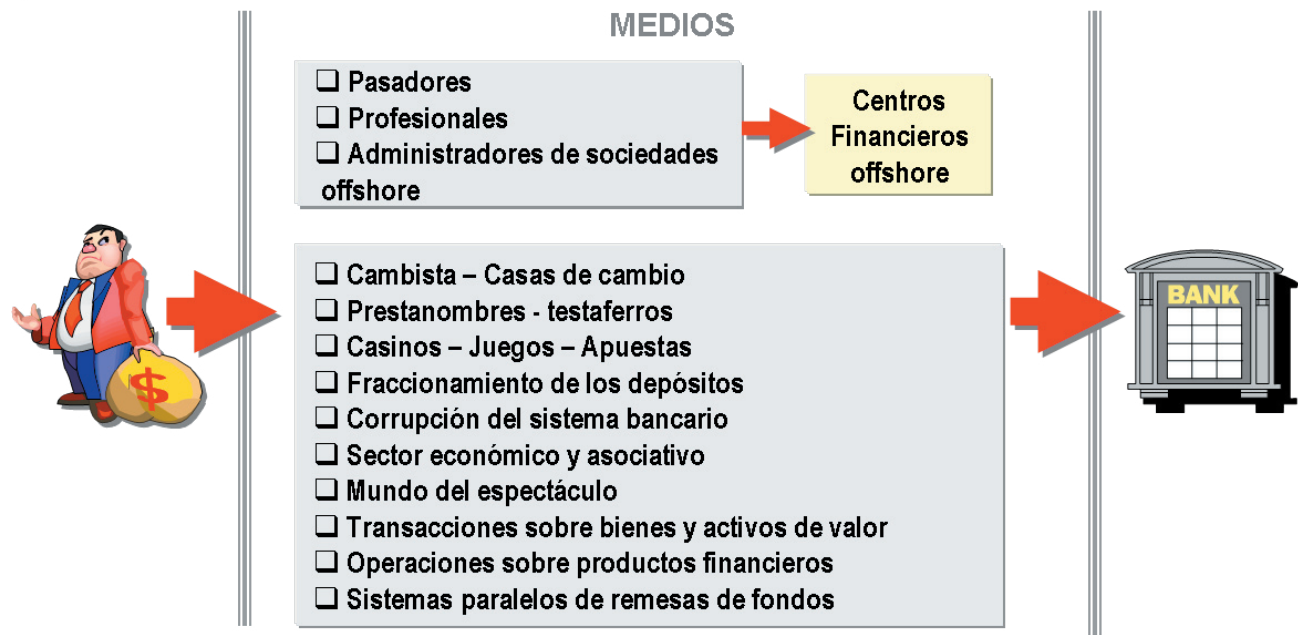 MEDIOS
❑ Pasadores
❑ Profesionales
❑ Administradores de sociedades
offshore
Centros
Financieros
offshore
❑ Cambista – Casas de cambio
❑ Prestanombres - testaferros
❑ Casinos – Juegos – Apuestas
❑ Fraccionamiento de los depósitos
❑ Corrupción del sistema bancario
❑ Sector económico y asociativo
❑ Mundo del espectáculo
❑ Transacciones sobre bienes y activos de valor
❑ Operaciones sobre productos financieros
❑ Sistemas paralelos de remesas de fondos
$
BANK